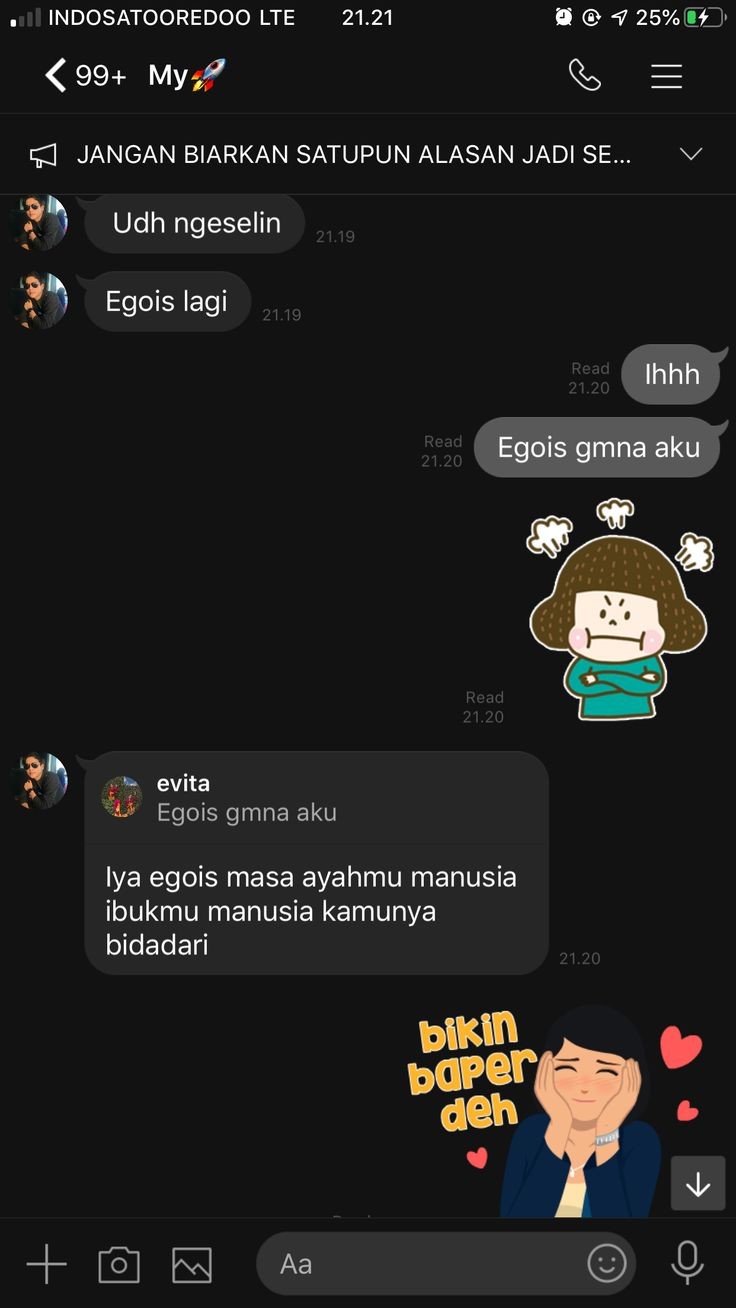 INDOSATOOREDOO LTE 21.21 25%
99+ My🚀
JANGAN BIARKAN SATUPUN ALASAN JADI SE...
Udh ngeselin
21.19
Egois lagi
21.19
Read
21.20
Ihhh
Read
21.20
Egois gmna aku
Read
21.20
evita
Egois gmna aku
Iya egois masa ayahmu manusia
ibukmu manusia kamunya
bidadari
21.20
bikin
baper
deh
Aa